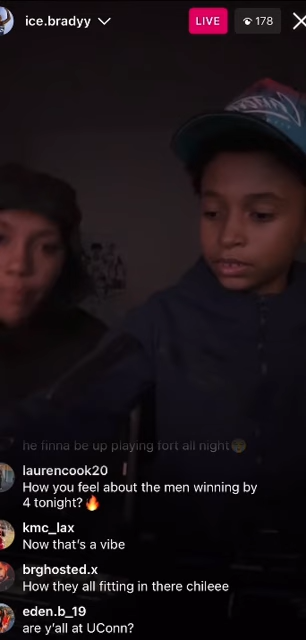 ice.bradyy
LIVE
178
he finna be up playing fort all night
laurencook20
How you feel about the men winning by
4 tonight?🔥
kmc_lax
Now that's a vibe
brghosted.x
How they all fitting in there chileee
eden.b_19
are y'all at UConn?